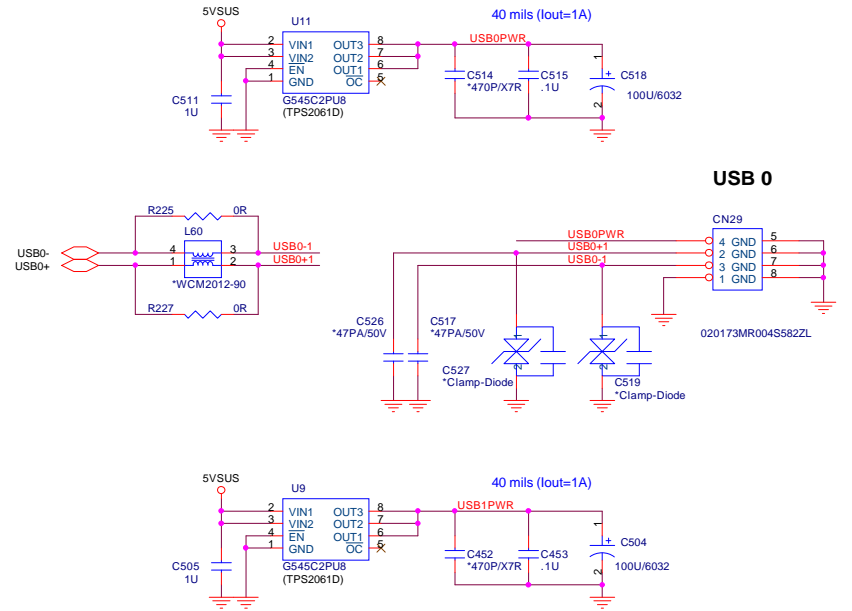 5VSUS
U11
40 mils (Iout=1A)
2 VIN1 OUT3 8 USB0PWR
3 VIN2 OUT2 7
4 EN OUT1 6
1 GND OC 5
C511
1U
G545C2PU8
(TPS2061D)
C514
*470P/X7R
C515
.1U
1
+
2
C518
100U/6032
USB 0
R225 0R
L60
USB0- 4 3 USB0-1
USB0+ 1 2 USB0+1
*WCM2012-90
R227 0R
CN29
USB0PWR 4 GND 5
USB0+1 2 GND 6
USB0-1 3 GND 7
1 GND 8
020173MR004S582ZL
C526
*47PA/50V
C517
*47PA/50V
1
2
C527
*Clamp-Diode
1
2
C519
*Clamp-Diode
5VSUS
U9
40 mils (Iout=1A)
2 VIN1 OUT3 8 USB1PWR
3 VIN2 OUT2 7
4 EN OUT1 6
1 GND OC 5
C505
1U
G545C2PU8
(TPS2061D)
C452
*470P/X7R
C453
.1U
1
+
2
C504
100U/6032